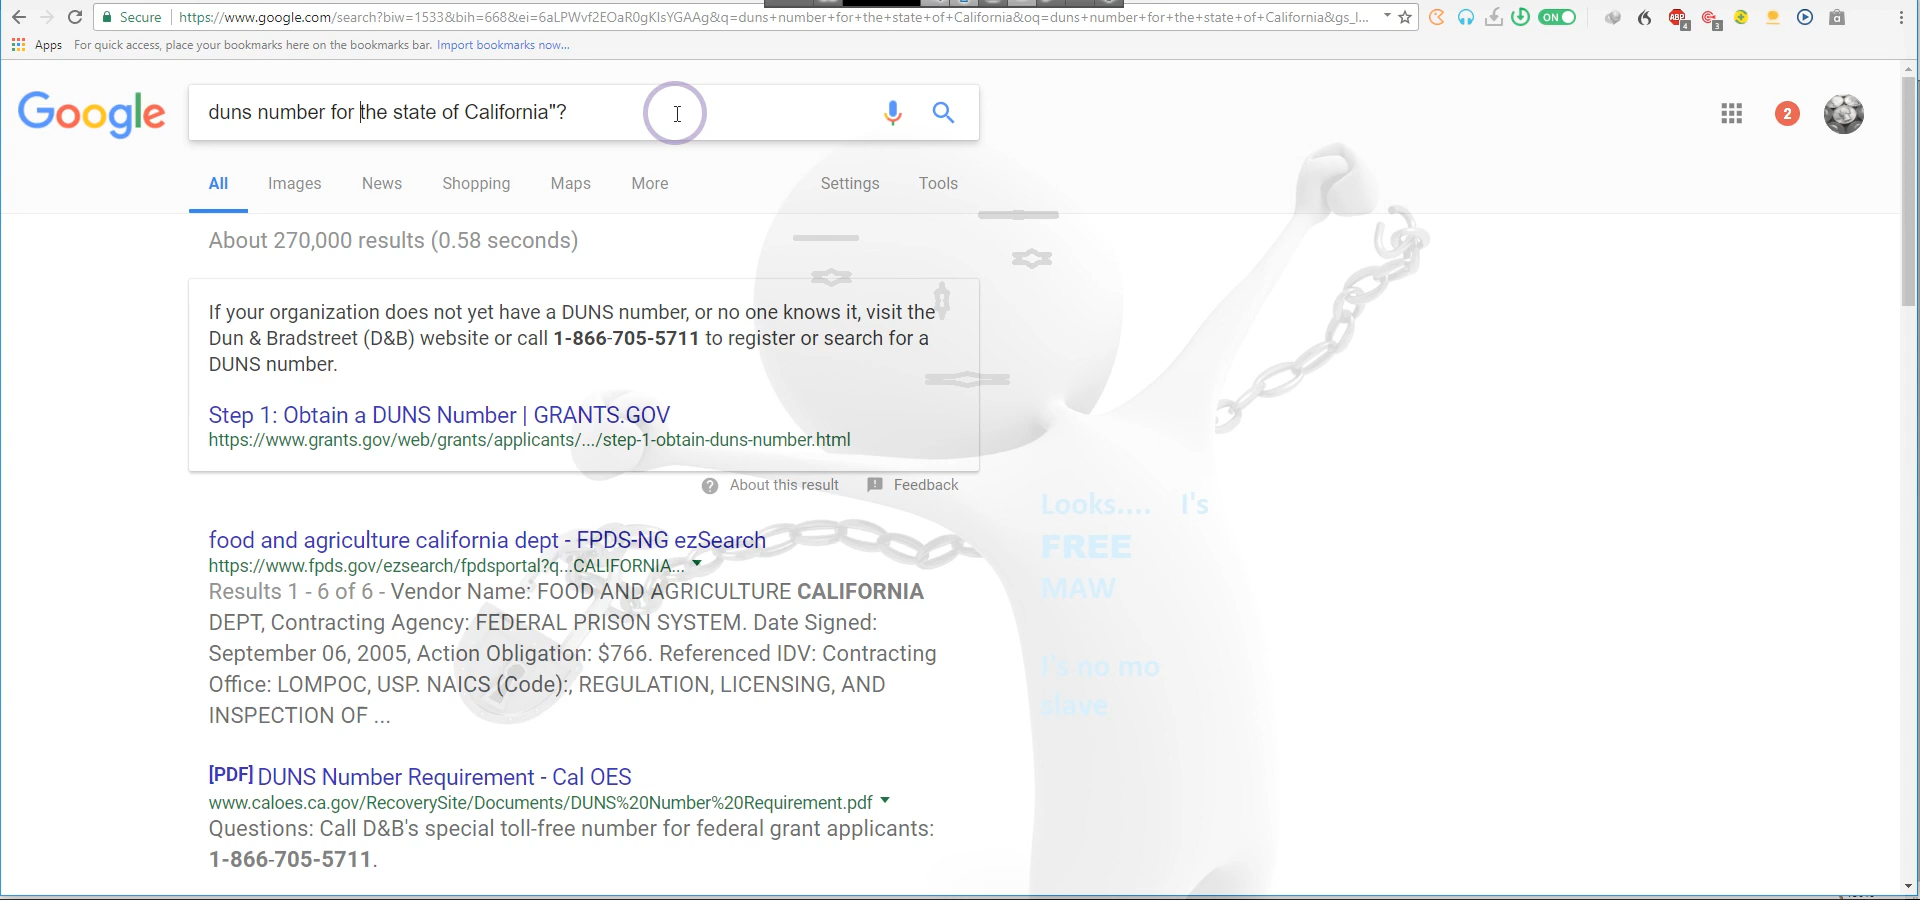 Secure https://www.google.com/search?biw=1533&bih=668&ei=6aLPWvf2EOaR0gKIsYGAAg&q=duns+number+for+the+state+of+California&oq=duns+number+for+the+state+of+California&gs_l...
ON
4
3
Apps For quick access, place your bookmarks here on the bookmarks bar. Import bookmarks now...
Google
duns number for the state of California"?
2
All Images News Shopping Maps More Settings Tools
About 270,000 results (0.58 seconds)
If your organization does not yet have a DUNS number, or no one knows it, visit the
Dun & Bradstreet (D&B) website or call 1-866-705-5711 to register or search for a
DUNS number.
Step 1: Obtain a DUNS Number | GRANTS.GOV
https://www.grants.gov/web/grants/applicants/.../step-1-obtain-duns-number.html
About this result Feedback
food and agriculture california dept - FPDS-NG ezSearch
https://www.fpds.gov/ezsearch/fpdsportal?q...CALIFORNIA...
Results 1 - 6 of 6 - Vendor Name: FOOD AND AGRICULTURE CALIFORNIA
DEPT, Contracting Agency: FEDERAL PRISON SYSTEM. Date Signed:
September 06, 2005, Action Obligation: $766. Referenced IDV: Contracting
Office: LOMPOC, USP. NAICS (Code):, REGULATION, LICENSING, AND
INSPECTION OF ...
[PDF] DUNS Number Requirement - Cal OES
www.caloes.ca.gov/RecoverySite/Documents/DUNS%20Number%20Requirement.pdf
Questions: Call D&B's special toll-free number for federal grant applicants:
1-866-705-5711.
Looks.... I's
FREE
MAW
I's no mo
slave